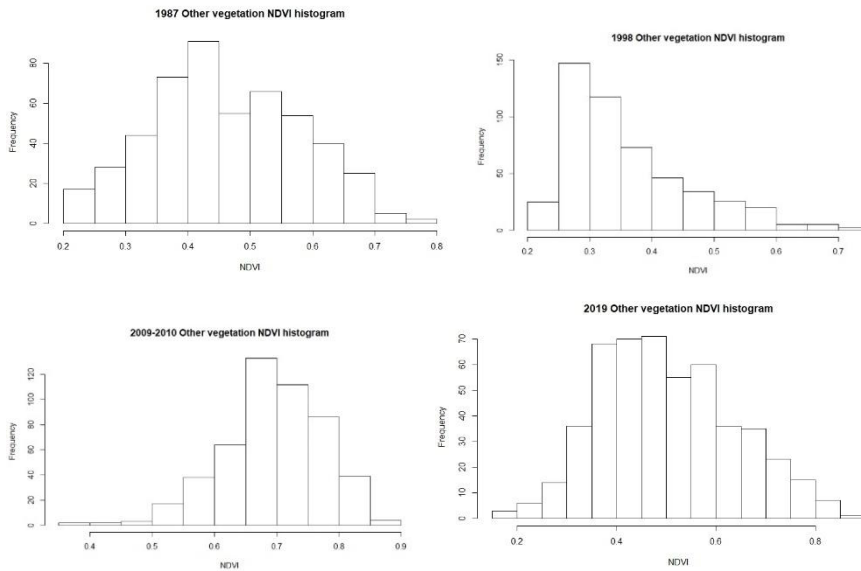 1987 Other vegetation NDVI histogram
Frequency
0 20 40 60 80
0.2 0.3 0.4 0.5 0.6 0.7 0.8
NDVI
1998 Other vegetation NDVI histogram
Frequency
0 50 100 150
0.2 0.3 0.4 0.5 0.6 0.7
NDVI
2009-2010 Other vegetation NDVI histogram
Frequency
0 20 40 60 80 100 120
0.4 0.5 0.6 0.7 0.8 0.9
NDVI
2019 Other vegetation NDVI histogram
Frequency
0 10 20 30 40 50 60 70
0.2 0.4 0.6 0.8
NDVI